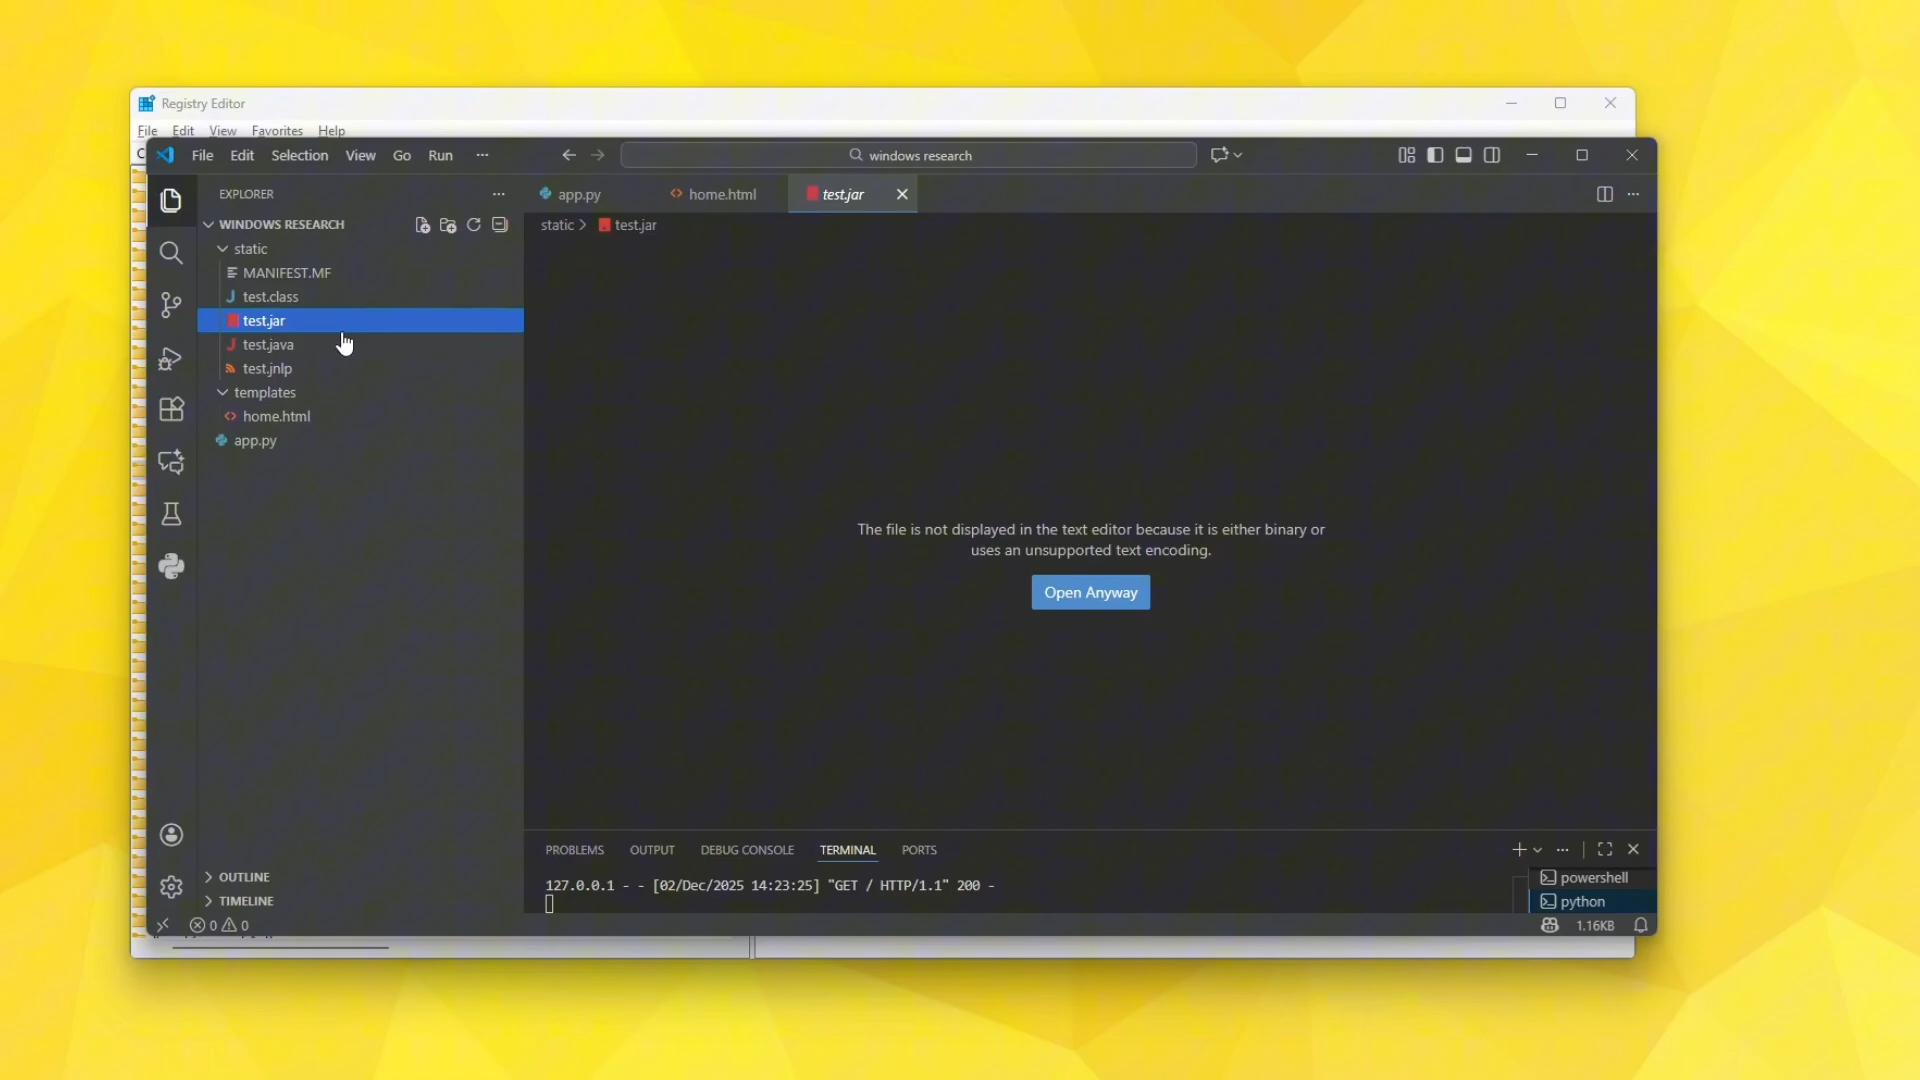 Registry Editor
File Edit View Favorites Help
C
File Edit Selection View Go Run ···
windows research
EXPLORER ···
app.py
home.html
test.jar
WINDOWS RESEARCH
static > test.jar
static
MANIFEST.MF
test.class
test.jar
test.java
test.jnlp
templates
home.html
app.py
The file is not displayed in the text editor because it is either binary or
uses an unsupported text encoding.
Open Anyway
PROBLEMS OUTPUT DEBUG CONSOLE TERMINAL PORTS
127.0.0.1 - - [02/Dec/2025 14:23:25] "GET / HTTP/1.1" 200 -
powershell
python
OUTLINE
TIMELINE
0 0
1.16KB